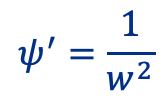 ψ′ = 1/w²